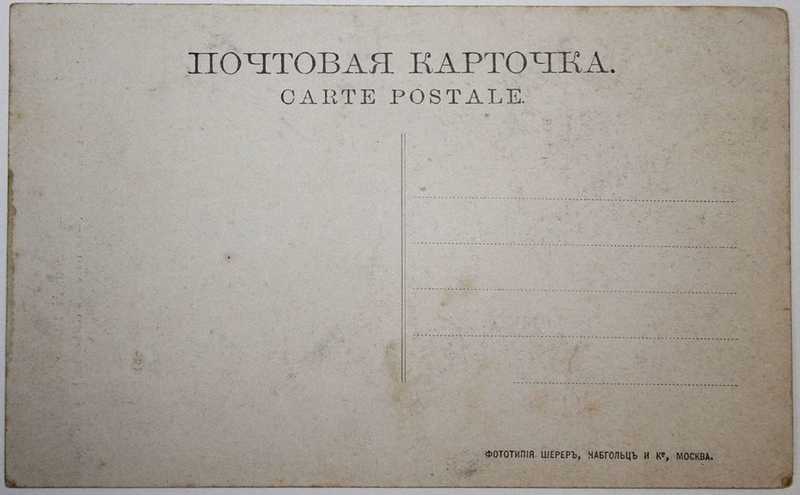 ПОЧТОВАЯ КАРТОЧКА.
CARTE POSTALE.
ФОТОТИПІЯ ШЕРЕРЪ, НАБГОЛЬЦЪ И Кº, МОСКВА.